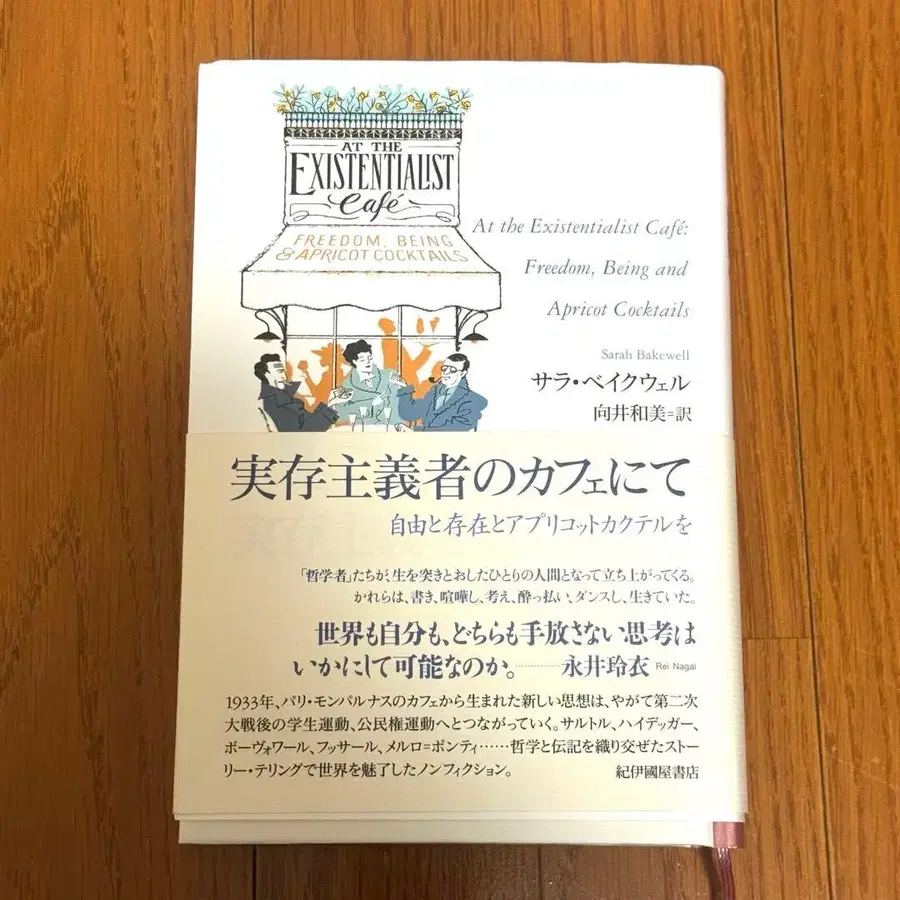 AT THE
EXISTENTIALIST
Café
FREEDOM, BEING
& APRICOT COCKTAILS
At the Existentialist Café:
Freedom, Being and
Apricot Cocktails
Sarah Bakewell
サラ・ベイクウェル
向井和美=訳
実存主義者のカフェにて
自由と存在とアプリコットカクテルを
「哲学者」たちが、生を突きとおしたひとりの人間となって立ち上がってくる。
かれらは、書き、喧嘩し、考え、酔っ払い、ダンスし、生きていた。
世界も自分も、どちらも手放さない思考は
いかにして可能なのか。…………永井玲衣 Rei Nagai
1933年、パリ・モンパルナスのカフェから生まれた新しい思想は、やがて第二次
大戦後の学生運動、公民権運動へとつながっていく。サルトル、ハイデッガー、
ボーヴォワール、フッサール、メルロ=ポンティ……哲学と伝記を織り交ぜたストー
リー・テリングで世界を魅了したノンフィクション。 紀伊國屋書店